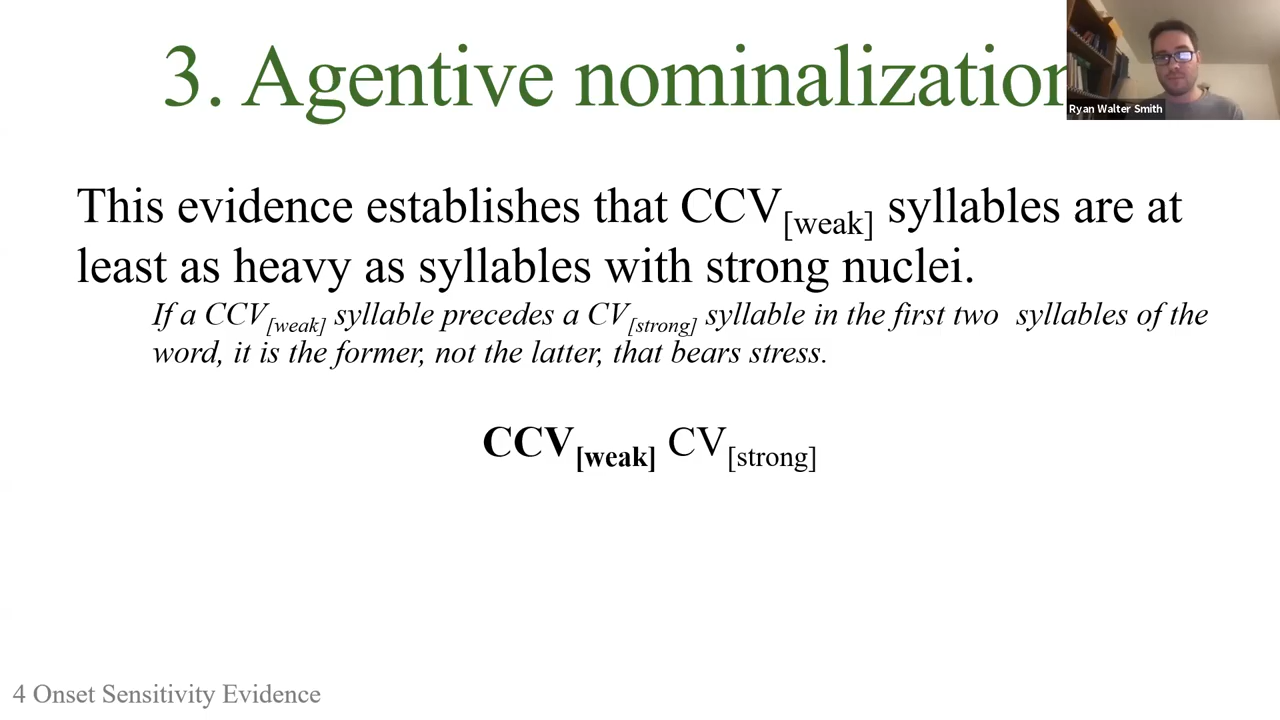 3. Agentive nominalization
Ryan Walter Smith
This evidence establishes that CCV[weak] syllables are at
least as heavy as syllables with strong nuclei.
If a CCV[weak] syllable precedes a CV[strong] syllable in the first two syllables of the
word, it is the former, not the latter, that bears stress.
CCV[weak] CV[strong]
4 Onset Sensitivity Evidence